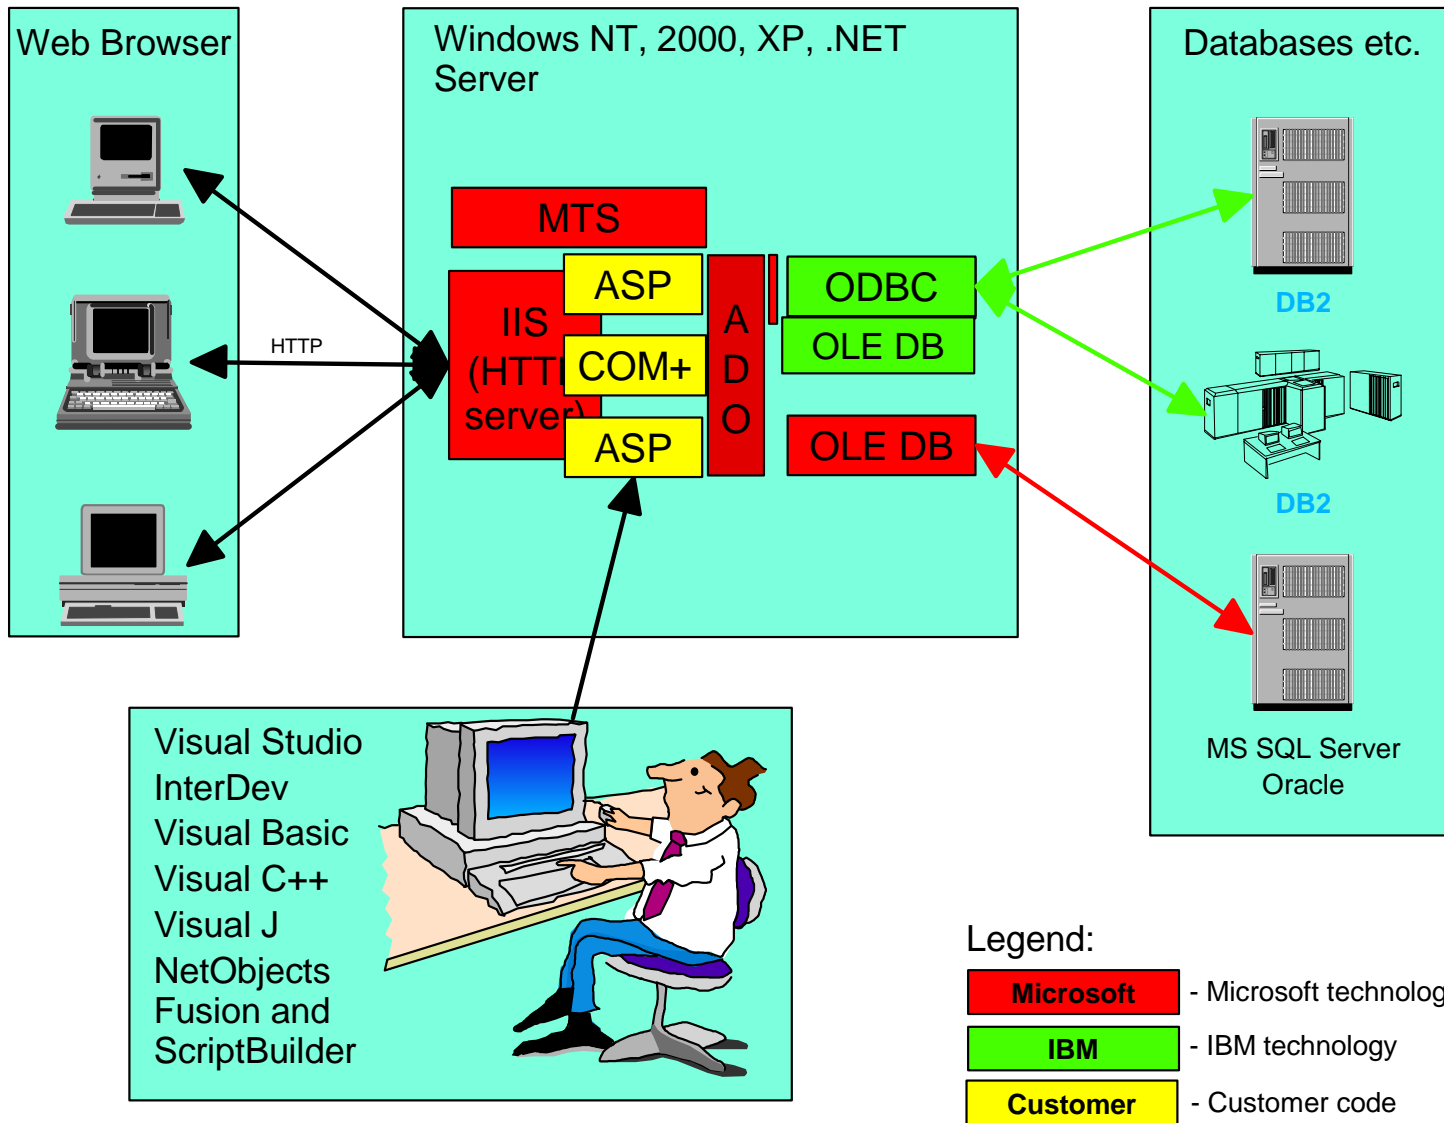 Web Browser
HTTP
Windows NT, 2000, XP, .NET
Server
MTS
IIS
(HTTP
server)
ASP
COM+
ASP
A
D
O
ODBC
OLE DB
OLE DB
Databases etc.
DB2
DB2
MS SQL Server
Oracle
Visual Studio
InterDev
Visual Basic
Visual C++
Visual J
NetObjects
Fusion and
ScriptBuilder
Legend:
Microsoft - Microsoft technolog
IBM - IBM technology
Customer - Customer code